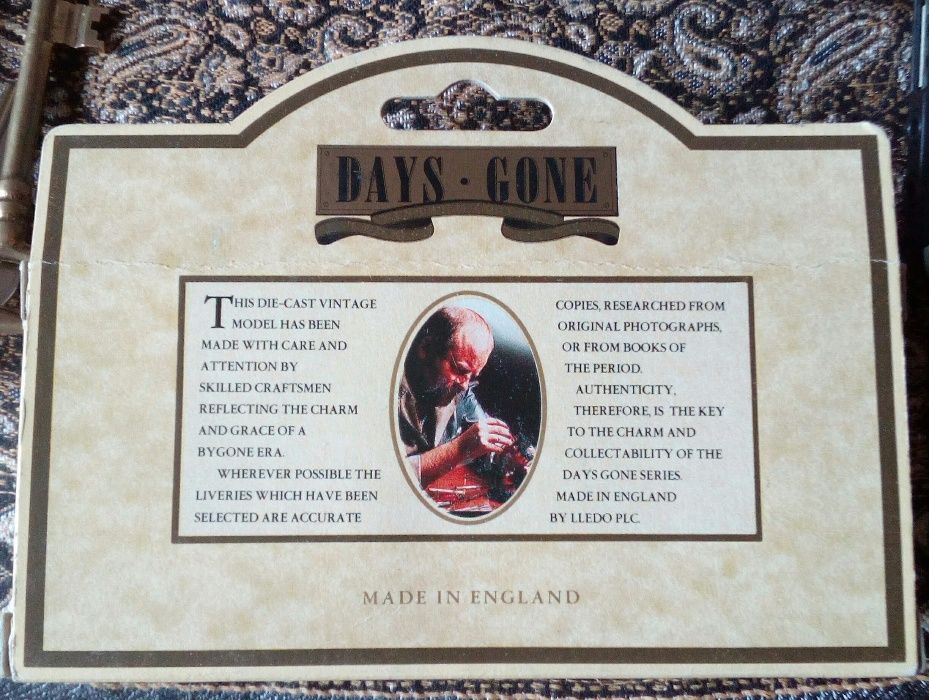 DAYS · GONE
THIS DIE-CAST VINTAGE
MODEL HAS BEEN
MADE WITH CARE AND
ATTENTION BY
SKILLED CRAFTSMEN
REFLECTING THE CHARM
AND GRACE OF A
BYGONE ERA.
WHEREVER POSSIBLE THE
LIVERIES WHICH HAVE BEEN
SELECTED ARE ACCURATE
COPIES, RESEARCHED FROM
ORIGINAL PHOTOGRAPHS,
OR FROM BOOKS OF
THE PERIOD.
AUTHENTICITY,
THEREFORE, IS THE KEY
TO THE CHARM AND
COLLECTABILITY OF THE
DAYS GONE SERIES.
MADE IN ENGLAND
BY LLEDO PLC.
MADE IN ENGLAND